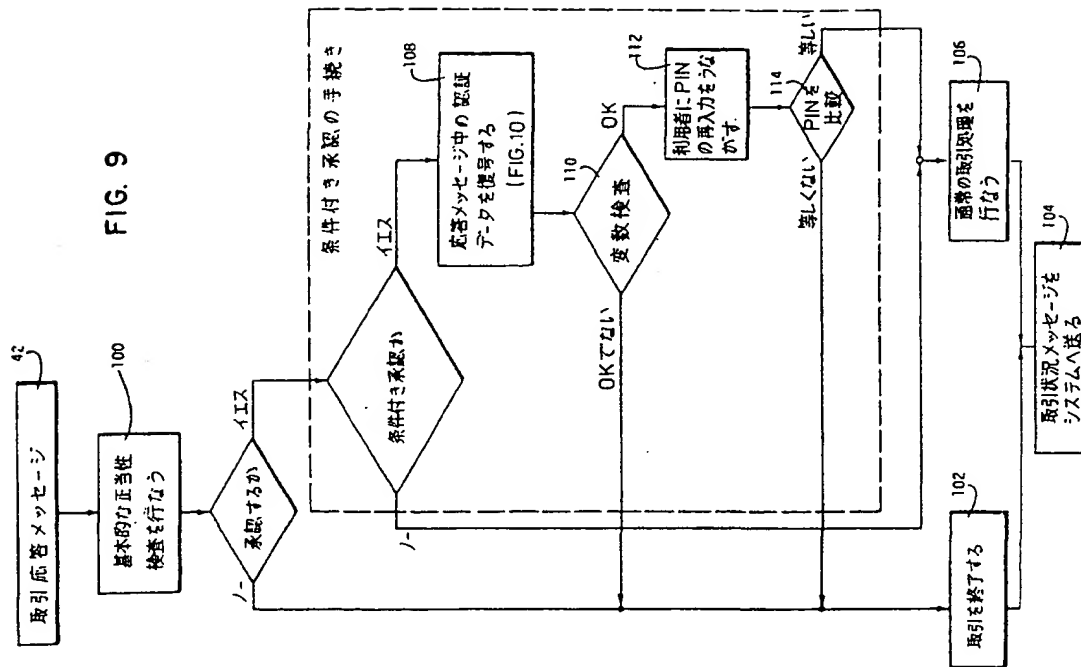 FIG. 9
取引応答メッセージ
42
基本的な正当性
検査を行なう
100
承認するか
イエス
ノー
条件付き承認の手続き
条件付き承認か
イエス
ノー
応答メッセージ中の認証
データを復号する
(FIG.10)
108
変数検査
110
OK
OKでない
利用者にPIN
の再入力をうな
がす
112
PINを
比較
114
等しい
等しくない
取引を終了する
102
通常の取引処理を
行なう
106
取引状況メッセージを
システムへ送る
104